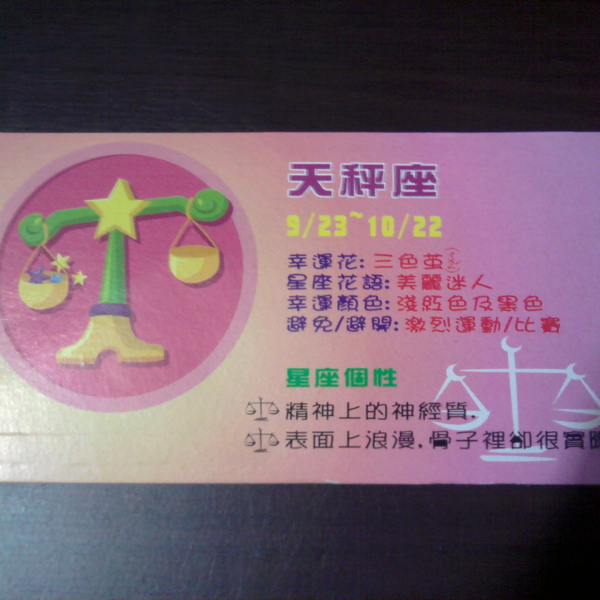 天秤座
9/23~10/22
幸運花:三色茧
星座花語:美麗迷人
幸運顏色:淺紅色及黑色
避免/避開:激烈運動/比賽
星座個性
精神上的神經質.
表面上浪漫.骨子裡卻很實際